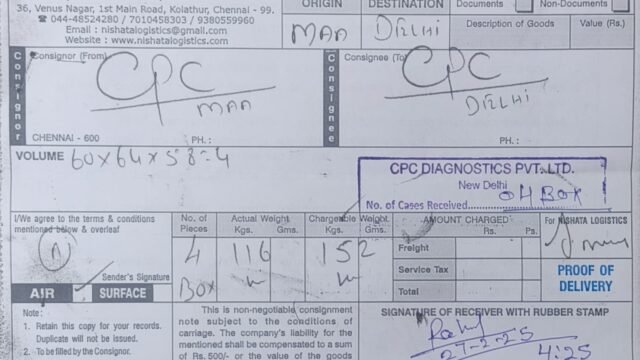 36, Venus Nagar, 1st Main Road, Kolathur, Chennai - 99.
044-48524280 / 7010458303 / 9380559960
Email : nishatalogistics@gmail.com
Website : www.nishatalogistics.com
ORIGIN
MAA
DESTINATION
DELHI
Documents
Non-Documents
Description of Goods
Value (Rs.)
Consignor
Consignor (From)
CPC
MAA
CHENNAI - 600
PH. :
Consignee
Consignee (To)
CPC
DELHI
PH. :
VOLUME 60x64x58=4
CPC DIAGNOSTICS PVT. LTD.
New Delhi
No. of Cases Received 04 BOX
I/We agree to the terms & conditions
mentioned below & overleaf
Sender's Signature
AIR
SURFACE
No. of
Pieces
4
BOX
Actual Weight
Kgs. Gms.
116
Chargeable Weight
Kgs. Gms.
152
AMOUNT CHARGED
Rs. Ps.
Freight
Service Tax
Total
For NISHATA LOGISTICS
PROOF OF
DELIVERY
Note :
1. Retain this copy for your records.
Duplicate will not be issued.
2. To be filled by the Consignor.
This is non-negotiable consignment
note subject to the conditions of
carriage. The company's liability for
the mentioned shall be compensated to a sum
of Rs. 500/- or the value of the goods
SIGNATURE OF RECEIVER WITH RUBBER STAMP
27-2-25
4:25